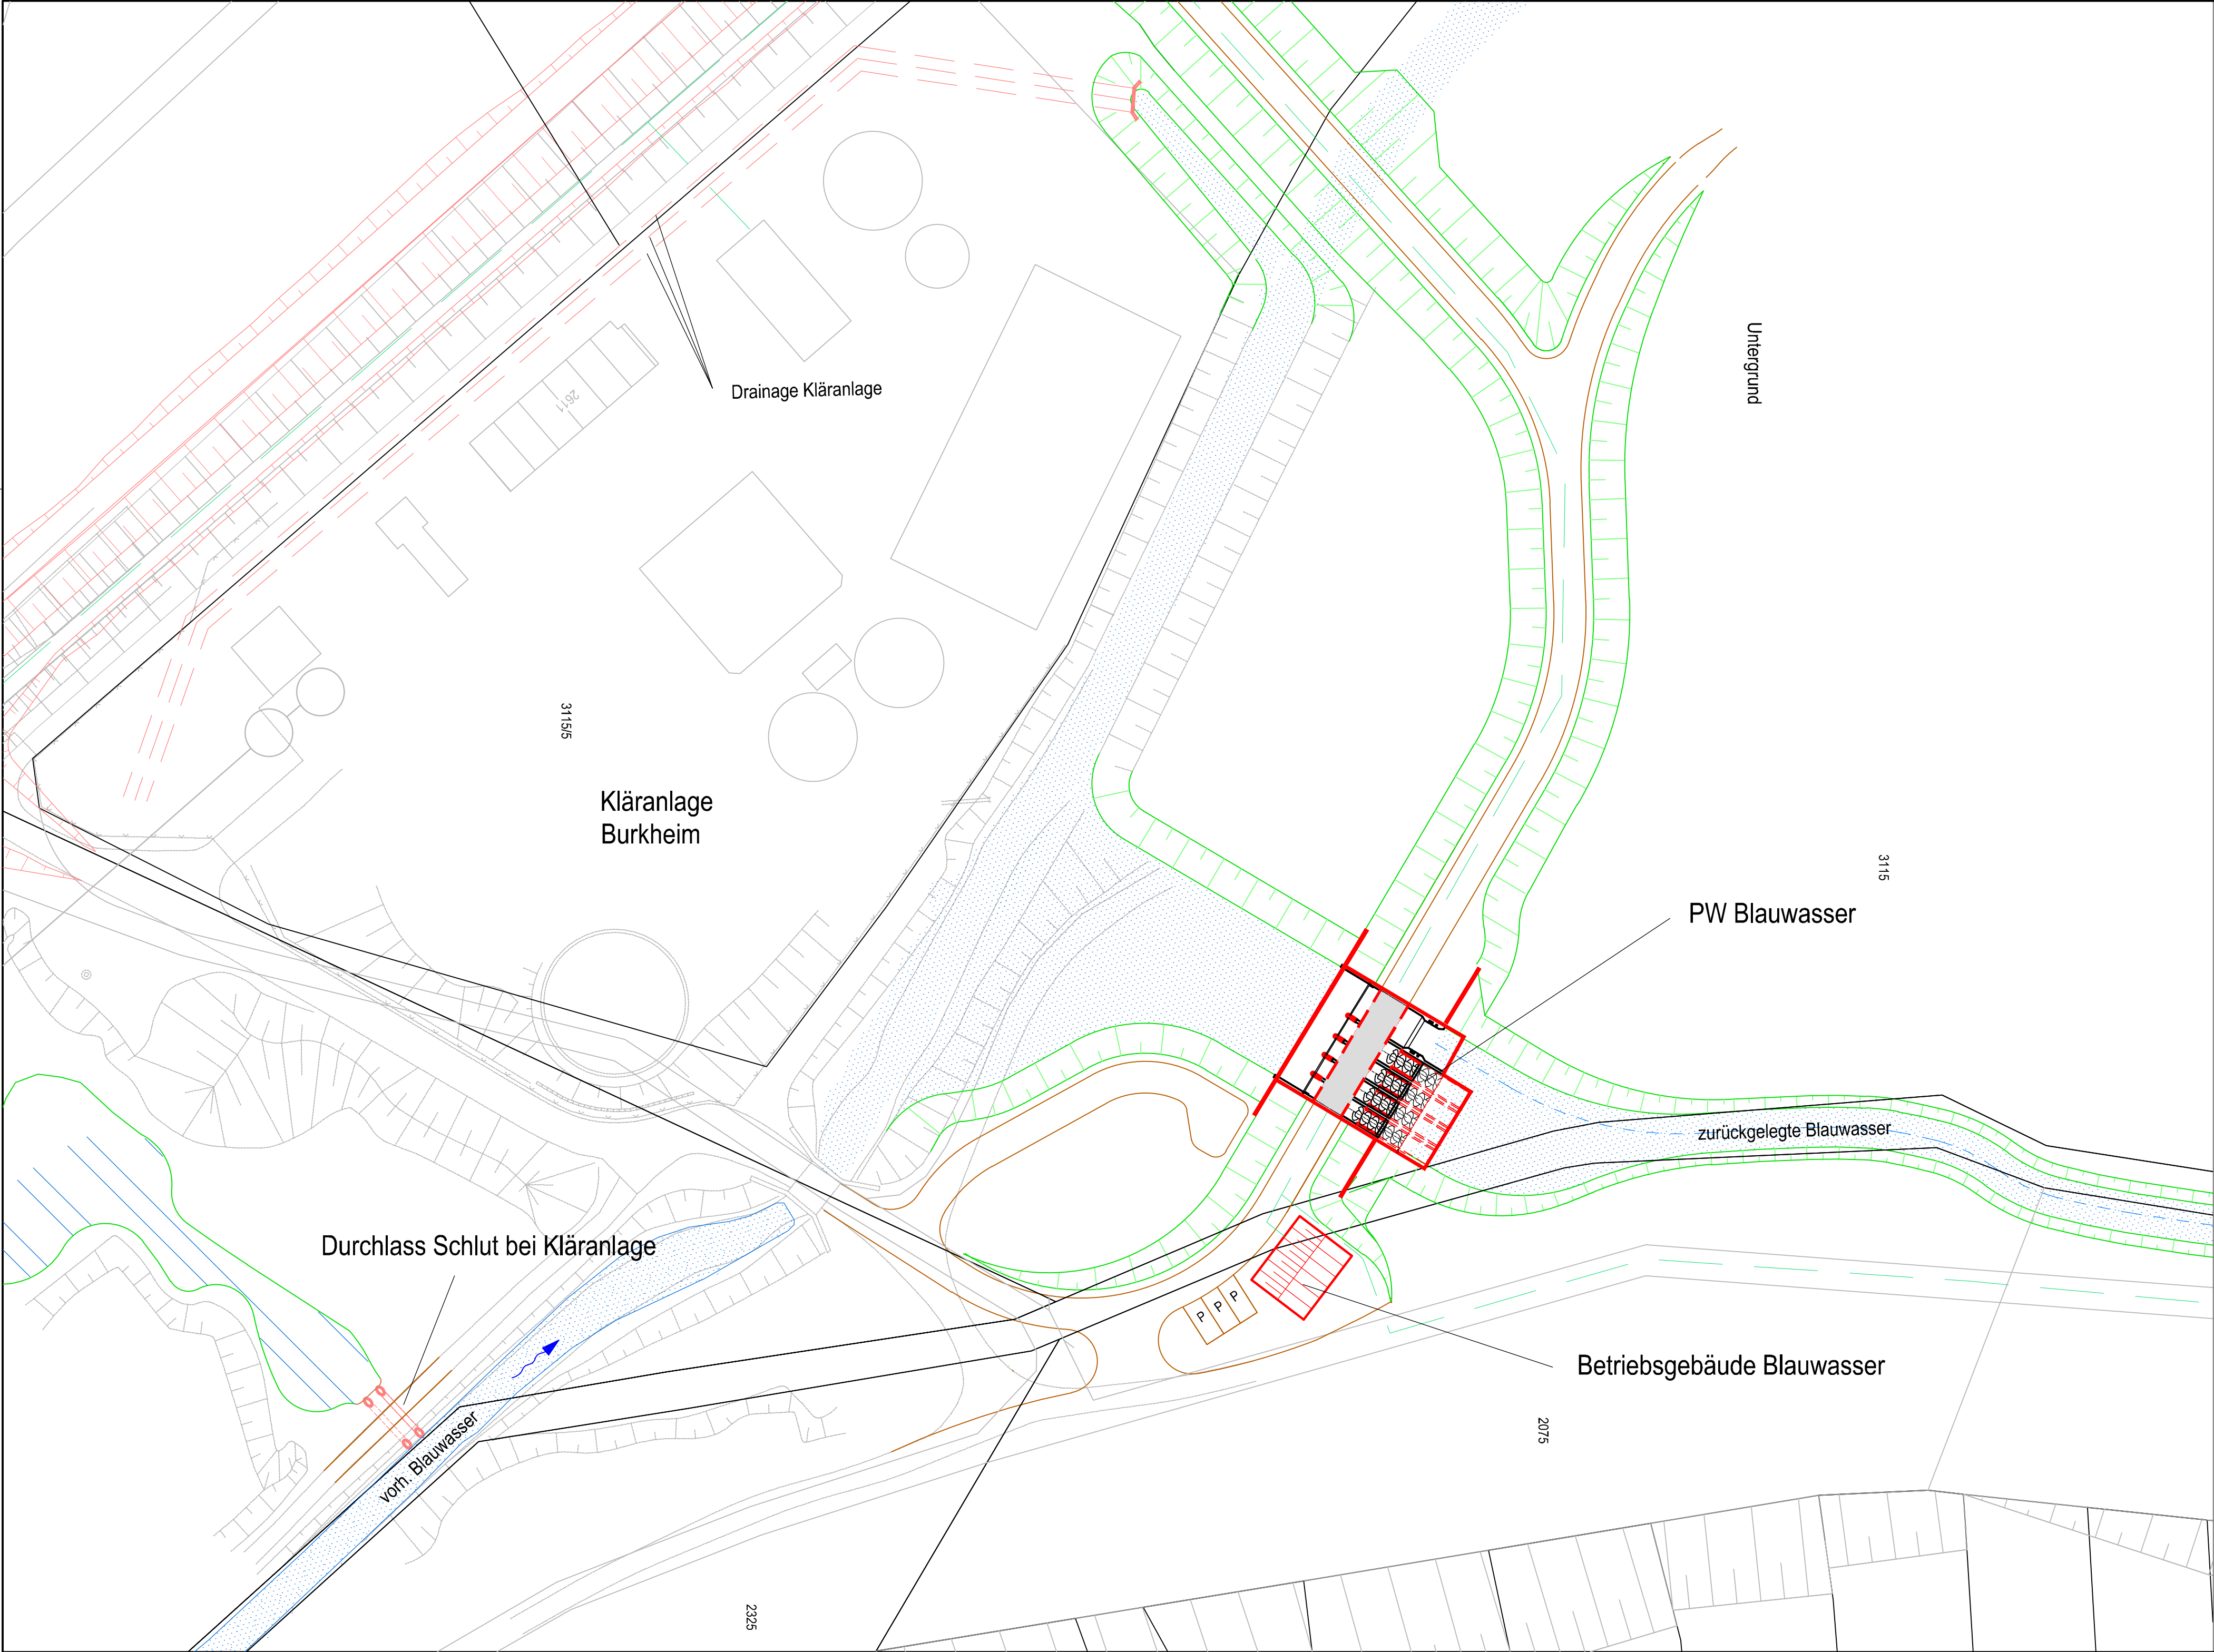 Untergrund
Drainage Kläranlage
2611
3115/5
Kläranlage
Burkheim
3115
PW Blauwasser
zurückgelegte Blauwasser
Durchlass Schlut bei Kläranlage
P P P
Betriebsgebäude Blauwasser
vorh. Blauwasser
2075
2325